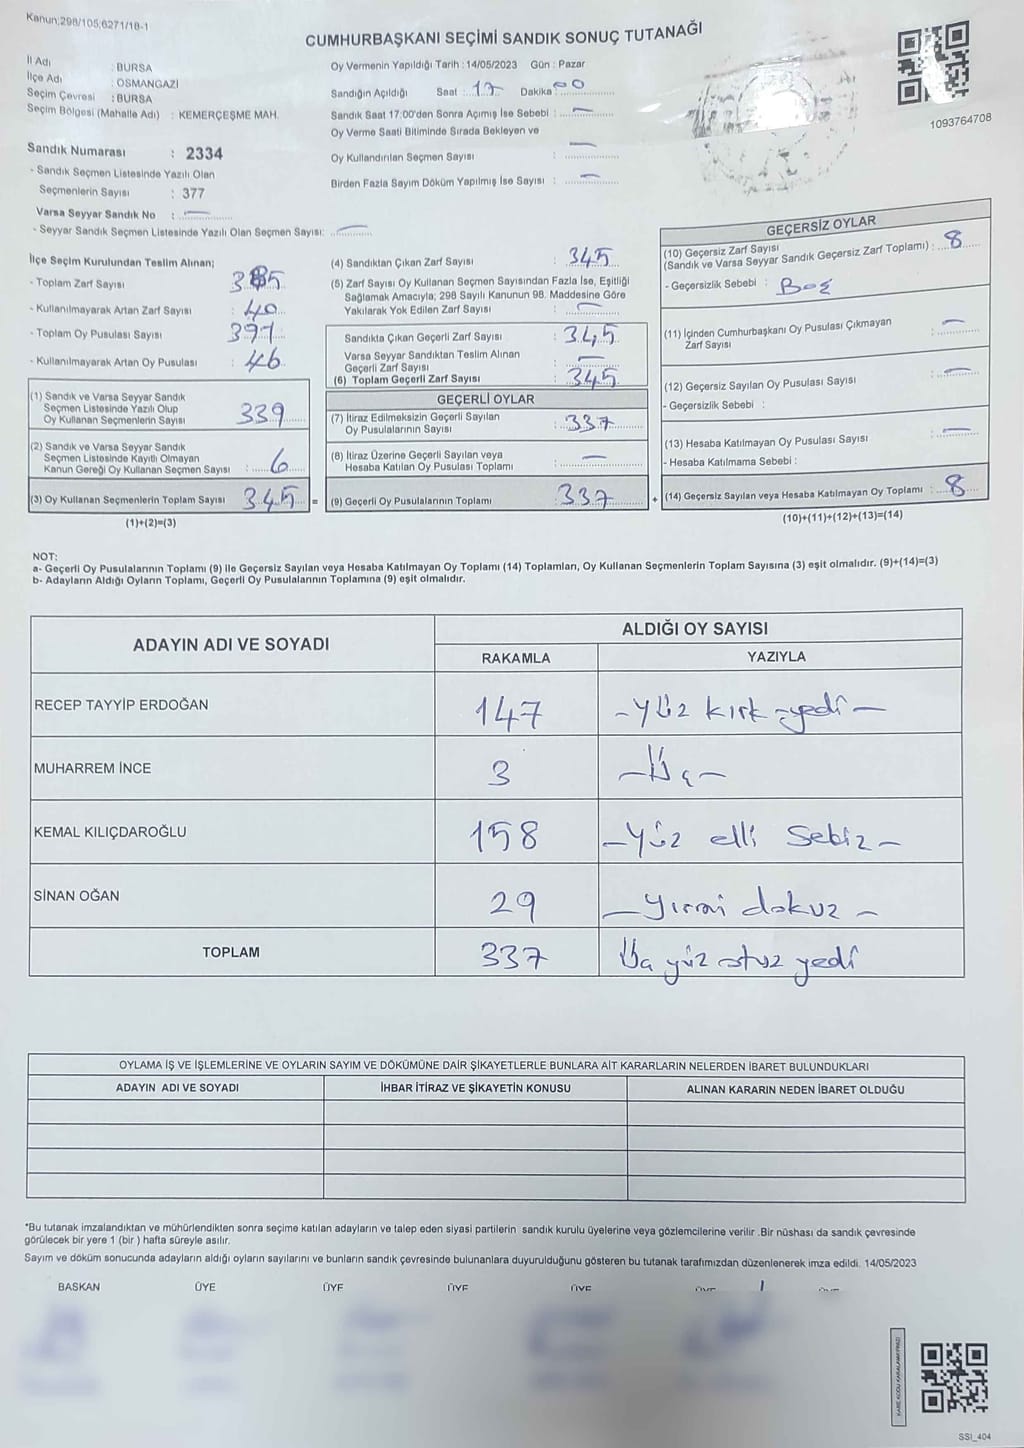 Kanun;298/105;6271/18-1
CUMHURBAŞKANI SEÇİMİ SANDIK SONUÇ TUTANAĞI
1093764708
İl Adı : BURSA
İlçe Adı : OSMANGAZİ
Seçim Çevresi : BURSA
Seçim Bölgesi (Mahalle Adı) : KEMERÇEŞME MAH.
Sandık Numarası : 2334
- Sandık Seçmen Listesinde Yazılı Olan
Seçmenlerin Sayısı : 377
Varsa Seyyar Sandık No : —
- Seyyar Sandık Seçmen Listesinde Yazılı Olan Seçmen Sayısı: —
Oy Vermenin Yapıldığı Tarih : 14/05/2023 Gün : Pazar
Sandığın Açıldığı Saat : 17 Dakika : 00
Sandık Saat 17:00'dan Sonra Açımış İse Sebebi : —
Oy Verme Saati Bitiminde Sırada Bekleyen ve
Oy Kullandırılan Seçmen Sayısı : —
Birden Fazla Sayım Döküm Yapılmış İse Sayısı : —
İlçe Seçim Kurulundan Teslim Alınan;
- Toplam Zarf Sayısı : 385
- Kullanılmayarak Artan Zarf Sayısı : 40
- Toplam Oy Pusulası Sayısı : 391
- Kullanılmayarak Artan Oy Pusulası : 46
(1) Sandık ve Varsa Seyyar Sandık
Seçmen Listesinde Yazılı Olup
Oy Kullanan Seçmenlerin Sayısı : 339
(2) Sandık ve Varsa Seyyar Sandık
Seçmen Listesinde Kayıtlı Olmayan
Kanun Gereği Oy Kullanan Seçmen Sayısı : 6
(3) Oy Kullanan Seçmenlerin Toplam Sayısı 345 =
(1)+(2)=(3)
(4) Sandıktan Çıkan Zarf Sayısı : 345
(5) Zarf Sayısı Oy Kullanan Seçmen Sayısından Fazla İse, Eşitliği
Sağlamak Amacıyla; 298 Sayılı Kanunun 98. Maddesine Göre
Yakılarak Yok Edilen Zarf Sayısı : —
Sandıkta Çıkan Geçerli Zarf Sayısı : 345
Varsa Seyyar Sandıktan Teslim Alınan
Geçerli Zarf Sayısı : —
(6) Toplam Geçerli Zarf Sayısı : 345
GEÇERLİ OYLAR
(7) İtiraz Edilmeksizin Geçerli Sayılan
Oy Pusulalarının Sayısı : 337
(8) İtiraz Üzerine Geçerli Sayılan veya
Hesaba Katılan Oy Pusulası Toplamı : —
(9) Geçerli Oy Pusulalarının Toplamı : 337 +
GEÇERSİZ OYLAR
(10) Geçersiz Zarf Sayısı
(Sandık ve Varsa Seyyar Sandık Geçersiz Zarf Toplamı) : 8
- Geçersizlik Sebebi : Boş
(11) İçinden Cumhurbaşkanı Oy Pusulası Çıkmayan
Zarf Sayısı : —
(12) Geçersiz Sayılan Oy Pusulası Sayısı : —
- Geçersizlik Sebebi :
(13) Hesaba Katılmayan Oy Pusulası Sayısı : —
- Hesaba Katılmama Sebebi :
(14) Geçersiz Sayılan veya Hesaba Katılmayan Oy Toplamı : 8
(10)+(11)+(12)+(13)=(14)
NOT:
a- Geçerli Oy Pusulalarının Toplamı (9) ile Geçersiz Sayılan veya Hesaba Katılmayan Oy Toplamı (14) Toplamları, Oy Kullanan Seçmenlerin Toplam Sayısına (3) eşit olmalıdır. (9)+(14)=(3)
b- Adayların Aldığı Oyların Toplamı, Geçerli Oy Pusulalarının Toplamına (9) eşit olmalıdır.
ADAYIN ADI VE SOYADI ALDIĞI OY SAYISI
RAKAMLA YAZIYLA
RECEP TAYYİP ERDOĞAN 147 -Yüz kırk-yedi-
MUHARREM İNCE 3 -Üç-
KEMAL KILIÇDAROĞLU 158 -Yüz elli Sekiz-
SİNAN OĞAN 29 -Yırmi dokuz-
TOPLAM 337 Üç yüz otuz yedi
OYLAMA İŞ VE İŞLEMLERİNE VE OYLARIN SAYIM VE DÖKÜMÜNE DAİR ŞİKAYETLERLE BUNLARA AİT KARARLARIN NELERDEN İBARET BULUNDUKLARI
ADAYIN ADI VE SOYADI İHBAR İTİRAZ VE ŞİKAYETİN KONUSU ALINAN KARARIN NEDEN İBARET OLDUĞU
*Bu tutanak imzalandıktan ve mühürlendikten sonra seçime katılan adayların ve talep eden siyasi partilerin sandık kurulu üyelerine veya gözlemcilerine verilir .Bir nüshası da sandık çevresinde
görülecek bir yere 1 (bir ) hafta süreyle asılır.
Sayım ve döküm sonucunda adayların aldığı oyların sayılarını ve bunların sandık çevresinde bulunanlara duyurulduğunu gösteren bu tutanak tarafımızdan düzenlenerek imza edildi. 14/05/2023
BAŞKAN ÜYE ÜYE ÜYE ÜYE ÜYE
SSI_404